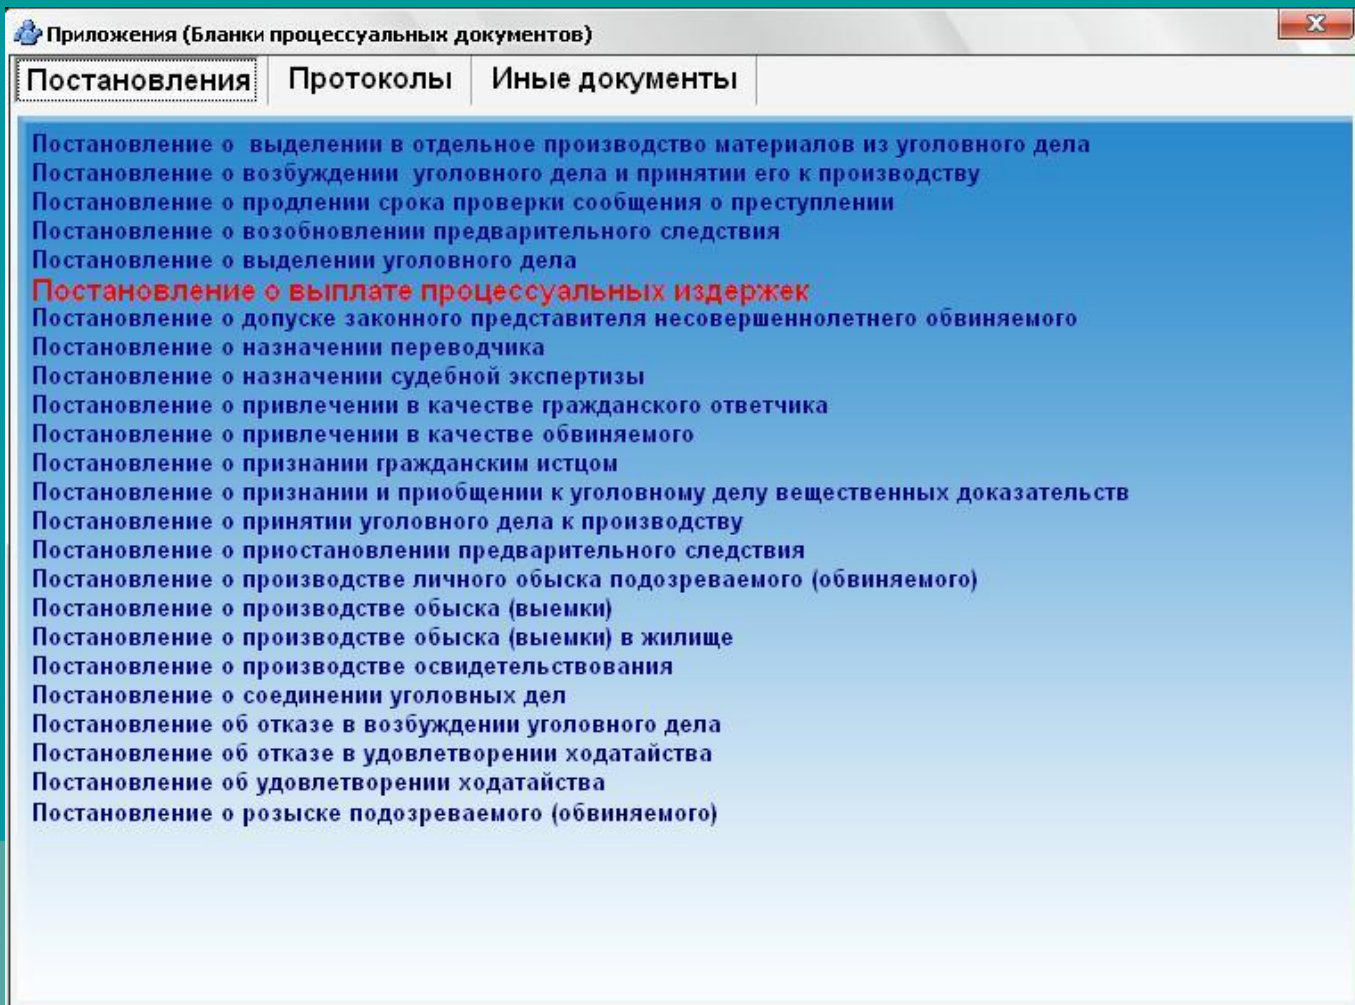 Приложения (Бланки процессуальных документов)
Постановления Протоколы Иные документы
Постановление о выделении в отдельное производство материалов из уголовного дела
Постановление о возбуждении уголовного дела и принятии его к производству
Постановление о продлении срока проверки сообщения о преступлении
Постановление о возобновлении предварительного следствия
Постановление о выделении уголовного дела
Постановление о выплате процессуальных издержек
Постановление о допуске законного представителя несовершеннолетнего обвиняемого
Постановление о назначении переводчика
Постановление о назначении судебной экспертизы
Постановление о привлечении в качестве гражданского ответчика
Постановление о привлечении в качестве обвиняемого
Постановление о признании гражданским истцом
Постановление о признании и приобщении к уголовному делу вещественных доказательств
Постановление о принятии уголовного дела к производству
Постановление о приостановлении предварительного следствия
Постановление о производстве личного обыска подозреваемого (обвиняемого)
Постановление о производстве обыска (выемки)
Постановление о производстве обыска (выемки) в жилище
Постановление о производстве освидетельствования
Постановление о соединении уголовных дел
Постановление об отказе в возбуждении уголовного дела
Постановление об отказе в удовлетворении ходатайства
Постановление об удовлетворении ходатайства
Постановление о розыске подозреваемого (обвиняемого)